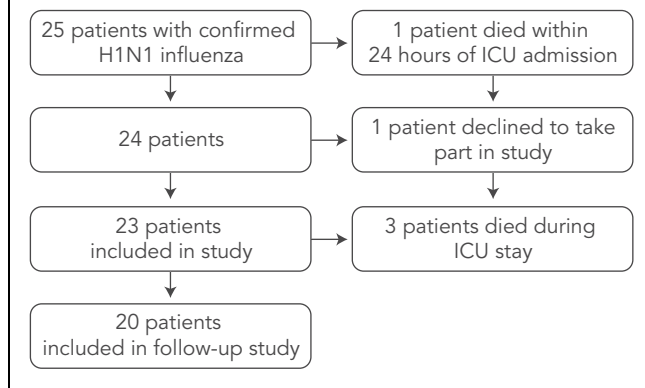 25 patients with confirmed
H1N1 influenza
1 patient died within
24 hours of ICU admission
24 patients
1 patient declined to take
part in study
23 patients
included in study
3 patients died during
ICU stay
20 patients
included in follow-up study